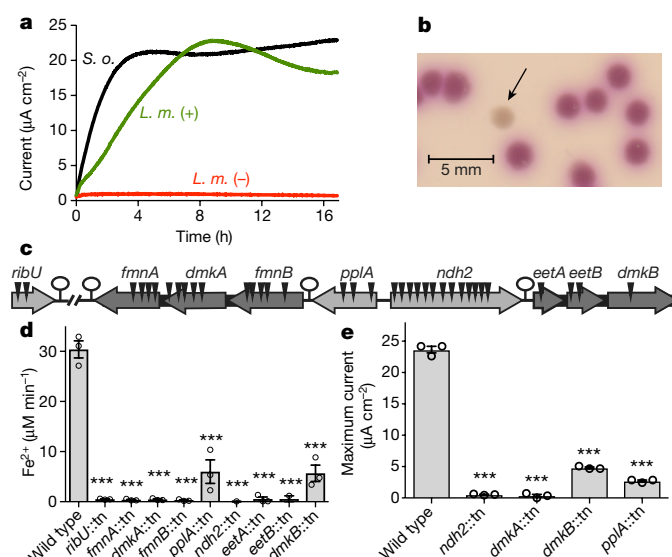 a
25
20
15
10
5
0
Current (μA cm⁻²)
S. o.
L. m. (+)
L. m. (−)
0 4 8 12 16
Time (h)
b
5 mm
c
ribU fmnA dmkA fmnB pplA ndh2 eetA eetB dmkB
d
30
20
10
0
Fe²⁺ (μM min⁻¹)
*** *** *** *** *** *** *** *** ***
Wild type
ribU::tn
fmnA::tn
dmkA::tn
fmnB::tn
pplA::tn
ndh2::tn
eetA::tn
eetB::tn
dmkB::tn
e
25
20
15
10
5
0
Maximum current
(μA cm⁻²)
*** *** *** ***
Wild type
ndh2::tn
dmkA::tn
dmkB::tn
pplA::tn